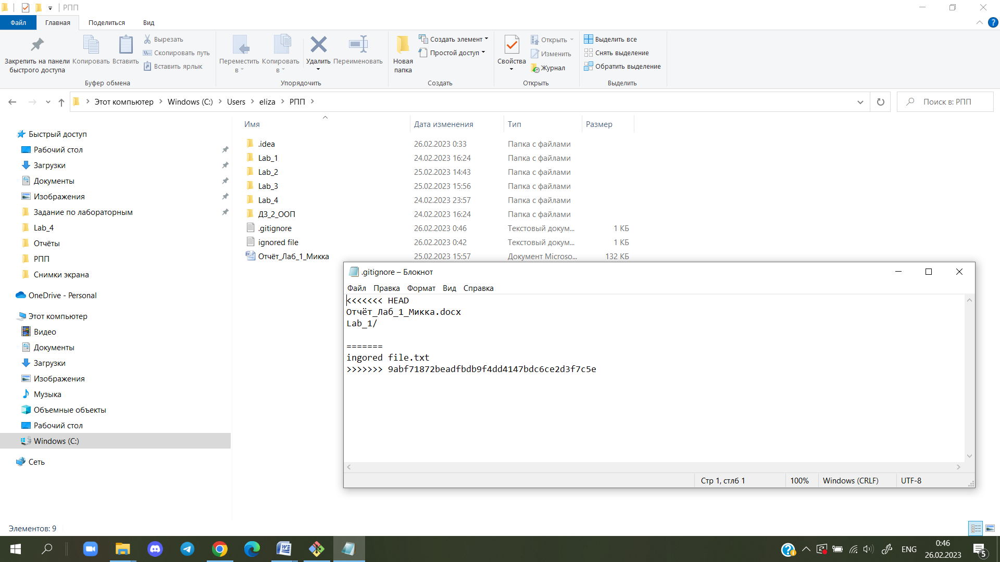 РПП
Файл
Главная
Поделиться
Вид
Закрепить на панели
быстрого доступа
Копировать
Вставить
Вырезать
Скопировать путь
Вставить ярлык
Буфер обмена
Переместить
в
Копировать
в
Удалить
Переименовать
Упорядочить
Новая
папка
Создать элемент
Простой доступ
Создать
Свойства
Открыть
Изменить
Журнал
Открыть
Выделить все
Снять выделение
Обратить выделение
Выделить
Этот компьютер
Windows (C:)
Users
eliza
РПП
Поиск в: РПП
Быстрый доступ
Рабочий стол
Загрузки
Документы
Изображения
Задание по лабораторным
Lab_4
Отчёты
РПП
Снимки экрана
OneDrive - Personal
Этот компьютер
Видео
Документы
Загрузки
Изображения
Музыка
Объемные объекты
Рабочий стол
Windows (C:)
Сеть
Имя Дата изменения Тип Размер
.idea 26.02.2023 0:33 Папка с файлами
Lab_1 24.02.2023 16:24 Папка с файлами
Lab_2 25.02.2023 14:43 Папка с файлами
Lab_3 25.02.2023 15:56 Папка с файлами
Lab_4 24.02.2023 23:57 Папка с файлами
ДЗ_2_ООП 24.02.2023 16:24 Папка с файлами
.gitignore 26.02.2023 0:46 Текстовый докум... 1 КБ
ignored file 26.02.2023 0:42 Текстовый докум... 1 КБ
Отчёт_Лаб_1_Микка 25.02.2023 15:57 Документ Microso... 132 КБ
.gitignore – Блокнот
Файл Правка Формат Вид Справка
<<<<<<< HEAD
Отчёт_Лаб_1_Микка.docx
Lab_1/
=======
ingored file.txt
>>>>>>> 9abf71872beadfbdb9f4dd4147bdc6ce2d3f7c5e
Стр 1, стлб 1
100%
Windows (CRLF)
UTF-8
Элементов: 9
ENG
0:46
26.02.2023
5